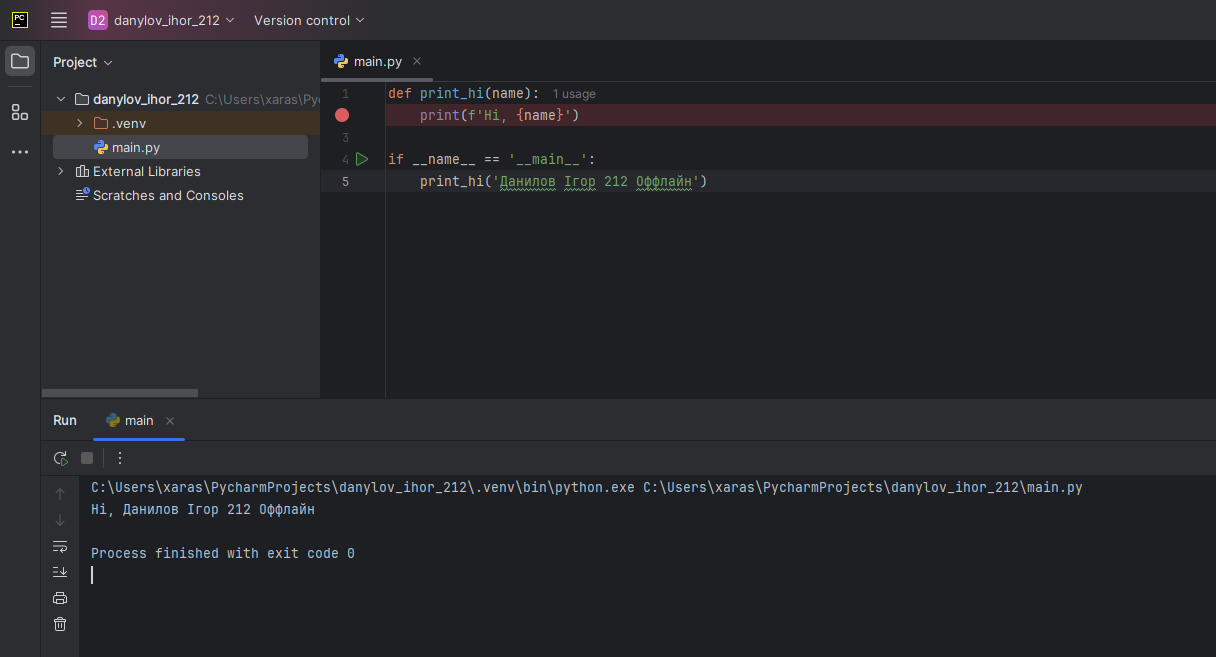 PC
D2 danylov_ihor_212 Version control
Project
danylov_ihor_212 C:\Users\xaras\Py
.venv
main.py
External Libraries
Scratches and Consoles
main.py
1 def print_hi(name): 1 usage
print(f'Hi, {name}')
3
4 if __name__ == '__main__':
5 print_hi('Данилов Ігор 212 Оффлайн')
Run main
C:\Users\xaras\PycharmProjects\danylov_ihor_212\.venv\bin\python.exe C:\Users\xaras\PycharmProjects\danylov_ihor_212\main.py
Hi, Данилов Ігор 212 Оффлайн
Process finished with exit code 0